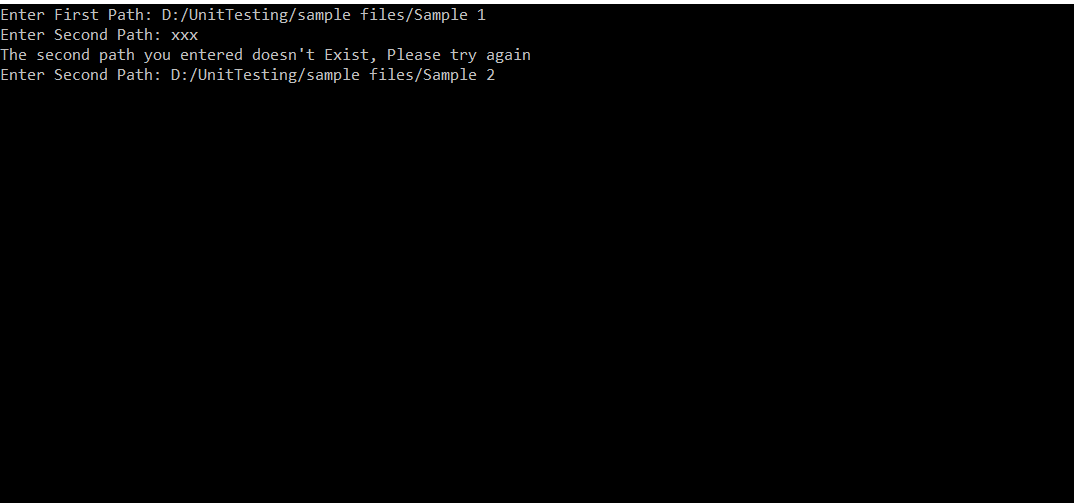 Enter First Path: D:/UnitTesting/sample files/Sample 1
Enter Second Path: xxx
The second path you entered doesn't Exist, Please try again
Enter Second Path: D:/UnitTesting/sample files/Sample 2